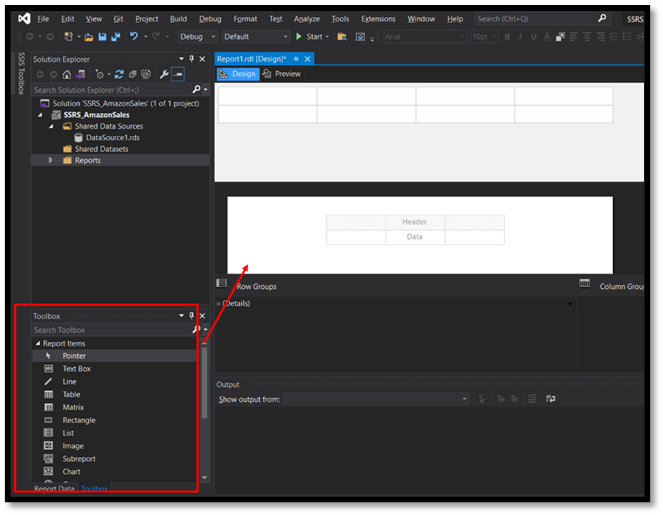 File Edit View Git Project Build Debug Format Test Analyze Tools Extensions Window Help Search (Ctrl+Q) SSRS_
Debug Default Start Arial 10pt B I U A
SSIS Toolbox
Solution Explorer
Search Solution Explorer (Ctrl+;)
Solution 'SSRS_AmazonSales' (1 of 1 project)
SSRS_AmazonSales
Shared Data Sources
DataSource1.rds
Shared Datasets
Reports
Report1.rdl [Design]*
Design Preview
Header
Data
Row Groups Column Grou
(Details)
Toolbox
Search Toolbox
Report Items
Pointer
Text Box
Line
Table
Matrix
Rectangle
List
Image
Subreport
Chart
Report Data Toolbox
Output
Show output from: